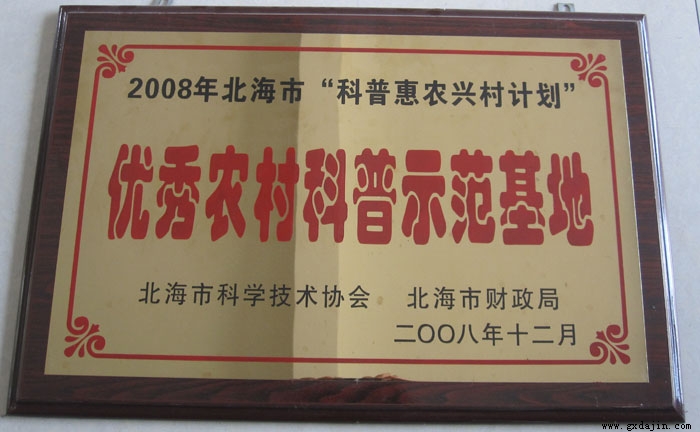 2008年北海市“科普惠农兴村计划”
优秀农村科普示范基地
北海市科学技术协会 北海市财政局
二〇〇八年十二月
www.gxdajin.com